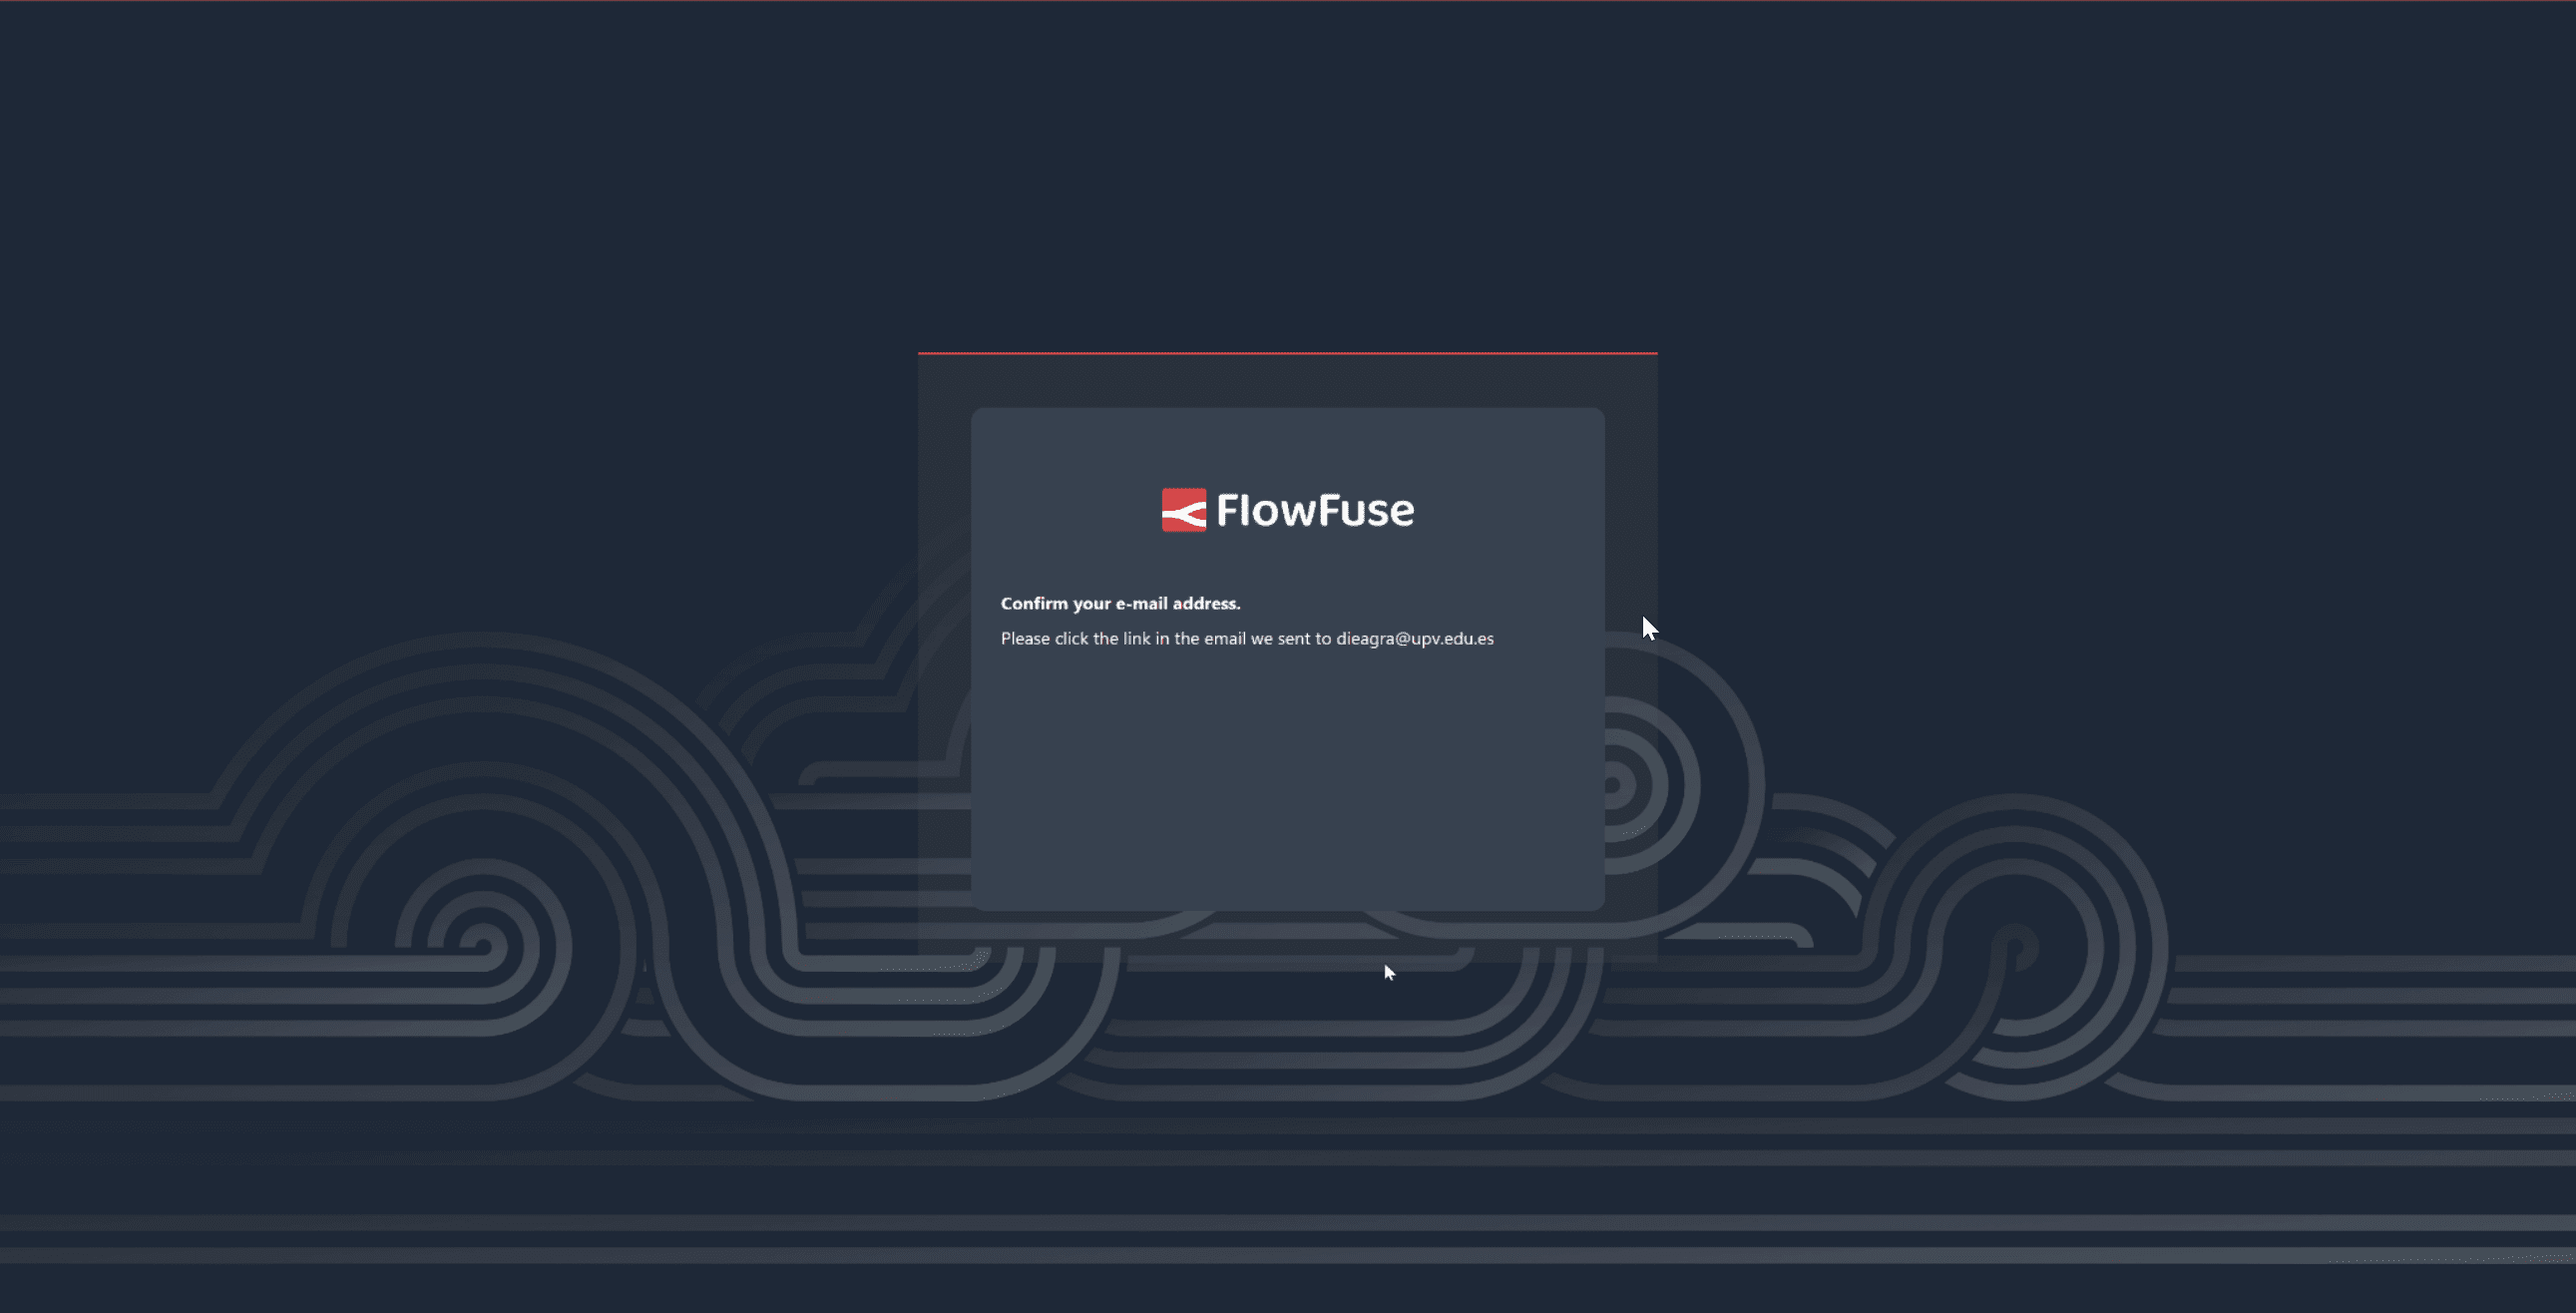 FlowFuse
Confirm your e-mail address.
Please click the link in the email we sent to dieagra@upv.edu.es